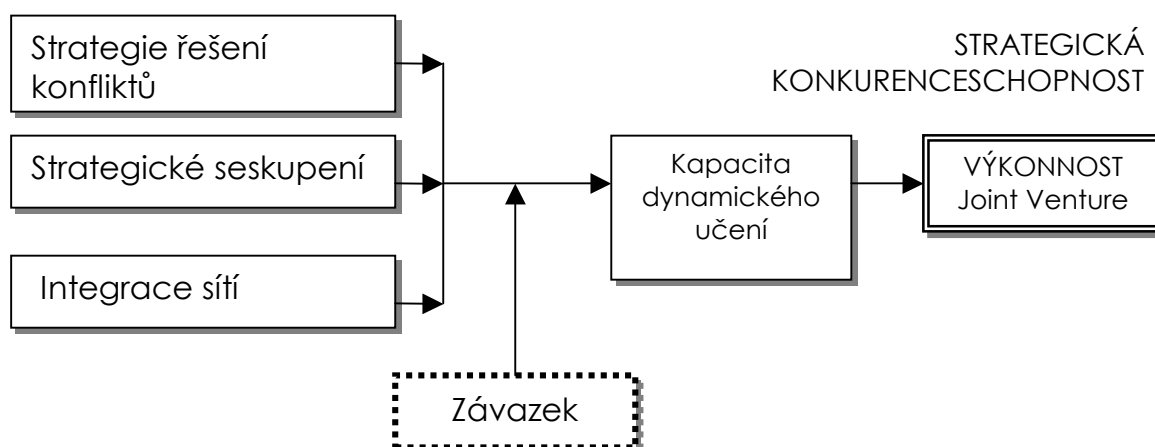 Strategie řešení
konfliktů
STRATEGICKÁ
KONKURENCESCHOPNOST
Strategické seskupení
Kapacita
dynamického
učení
VÝKONNOST
Joint Venture
Integrace sítí
Závazek